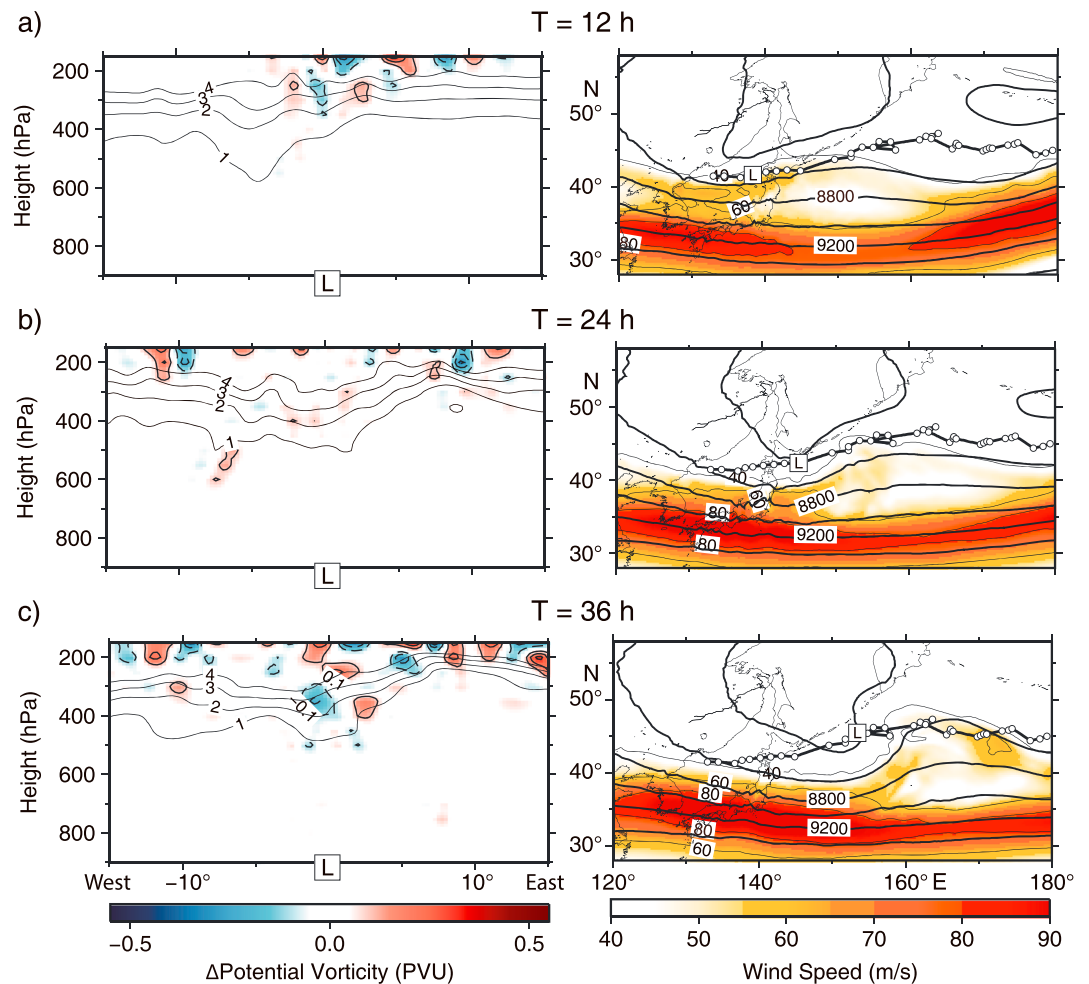 a)
T = 12 h
200
400
600
800
Height (hPa)
4
3
2
1
L
N
50°
40°
30°
40
L
60
8800
80
9200
b)
T = 24 h
200
400
600
800
Height (hPa)
4
3
2
1
L
N
50°
40°
30°
L
40
60
80
8800
9200
80
c)
T = 36 h
200
400
600
800
Height (hPa)
4
3
2
1
0.1
-0.1
L
West
−10°
10°
East
N
50°
40°
30°
L
40
60
80
8800
9200
80
60
120°
140°
160° E
180°
−0.5
0.0
0.5
ΔPotential Vorticity (PVU)
40
50
60
70
80
90
Wind Speed (m/s)